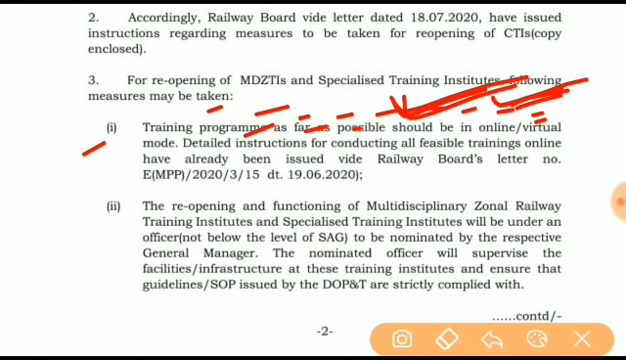 2. Accordingly, Railway Board vide letter dated 18.07.2020, have issued
instructions regarding measures to be taken for reopening of CTIs(copy
enclosed).
3. For re-opening of MDZTIs and Specialised Training Institutes following
measures may be taken:
(i) Training programme as far as possible should be in online/virtual
mode. Detailed instructions for conducting all feasible trainings online
have already been issued vide Railway Board's letter no.
E(MPP)/2020/3/15 dt. 19.06.2020);
(ii) The re-opening and functioning of Multidisciplinary Zonal Railway
Training Institutes and Specialised Training Institutes will be under an
officer(not below the level of SAG) to be nominated by the respective
General Manager. The nominated officer will supervise the
facilities/infrastructure at these training institutes and ensure that
guidelines/SOP issued by the DOP&T are strictly complied with.
......contd/-
-2-